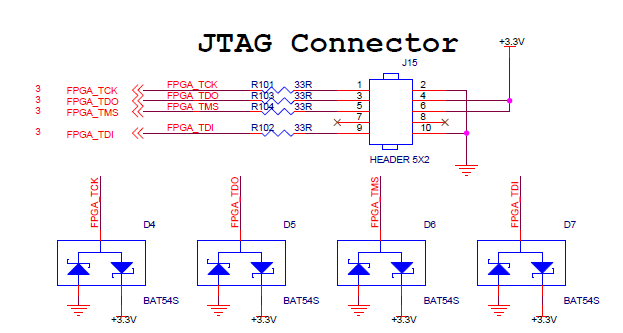 JTAG Connector
+3.3V
J15
3 FPGA_TCK FPGA_TCK R101 33R 1 2
3 FPGA_TDO FPGA_TDO R103 33R 3 4
3 FPGA_TMS FPGA_TMS R104 33R 5 6
7 8
3 FPGA_TDI FPGA_TDI R102 33R 9 10
HEADER 5X2
FPGA_TCK FPGA_TDO FPGA_TMS FPGA_TDI
D4 D5 D6 D7
BAT54S BAT54S BAT54S BAT54S
+3.3V +3.3V +3.3V +3.3V